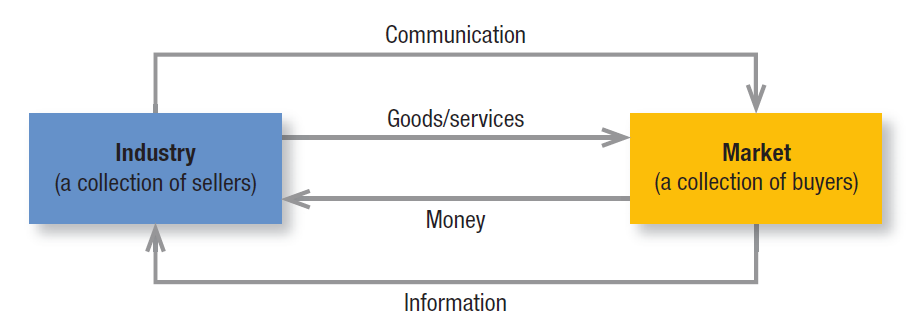 Communication
Goods/services
Industry
(a collection of sellers)
Market
(a collection of buyers)
Money
Information